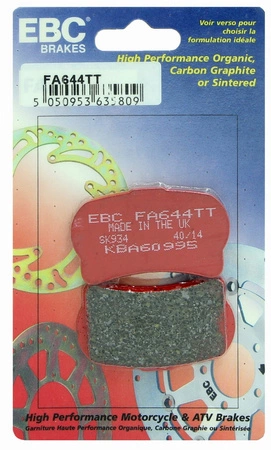 EBC
BRAKES
Voir verso pour
choisir la
formulation idéale
High Performance Organic,
Carbon Graphite
or Sintered
FA644TT
5 050953 635809
EBC FA644TT
MADE IN THE UK
SK934 40/14
KBA60995
High Performance Motorcycle & ATV Brakes
Garniture Haute Performance Organique, Carbone Graphite ou Sintérisée